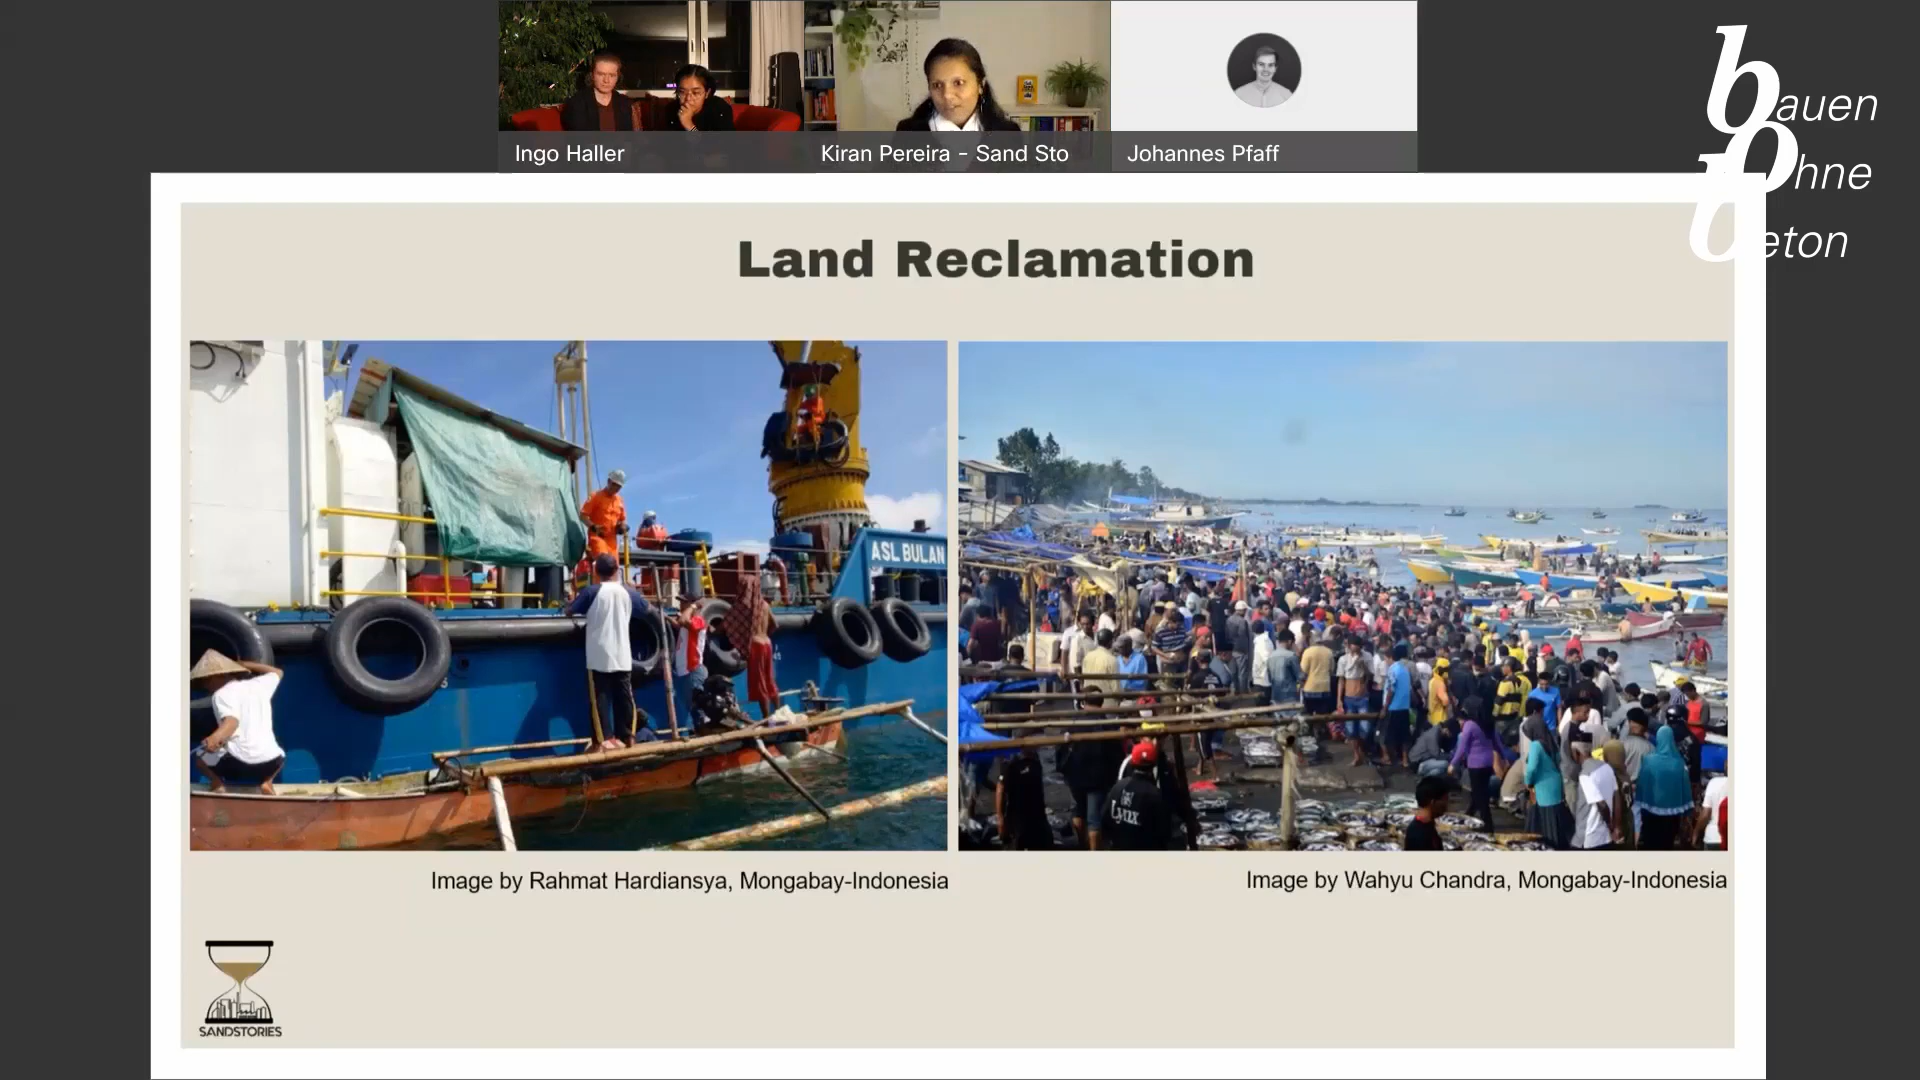 Ingo Haller
Kiran Pereira - Sand Sto
Johannes Pfaff
bauen
ohne
beton
Land Reclamation
ASL BULAN
Lynx
Image by Rahmat Hardiansya, Mongabay-Indonesia
Image by Wahyu Chandra, Mongabay-Indonesia
SANDSTORIES